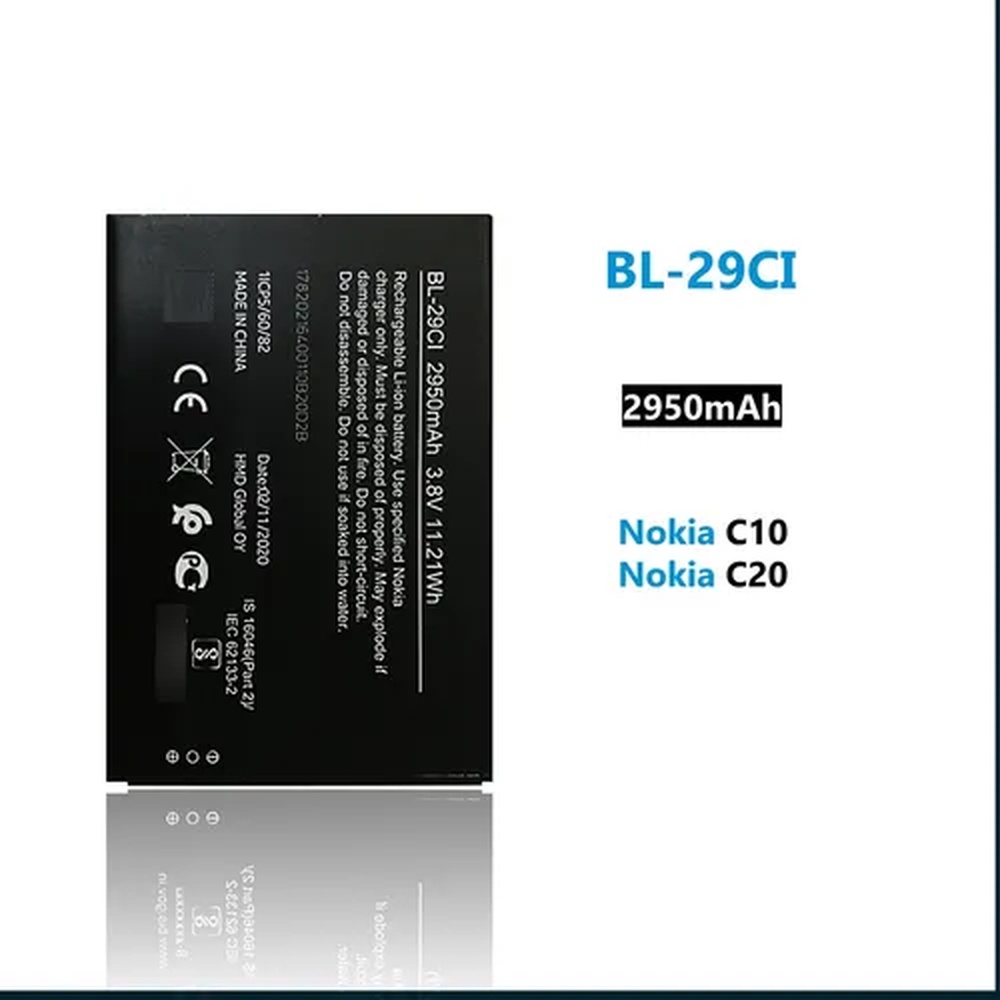 BL-29CI 2950mAh 3.8V 11.21Wh
Rechargeable Li-ion battery. Use specified Nokia
charger only. Must be disposed of properly. May explode if
damaged or disposed of in fire. Do not short-circuit.
Do not disassemble. Do not use if soaked into water.
17820216400110B20D2B
1ICP5/60/82 Date:02/11/2020
MADE IN CHINA HMD Global OY
IS 16046(Part 2)/
IEC 62133-2
CE
BL-29CI
2950mAh
Nokia C10
Nokia C20